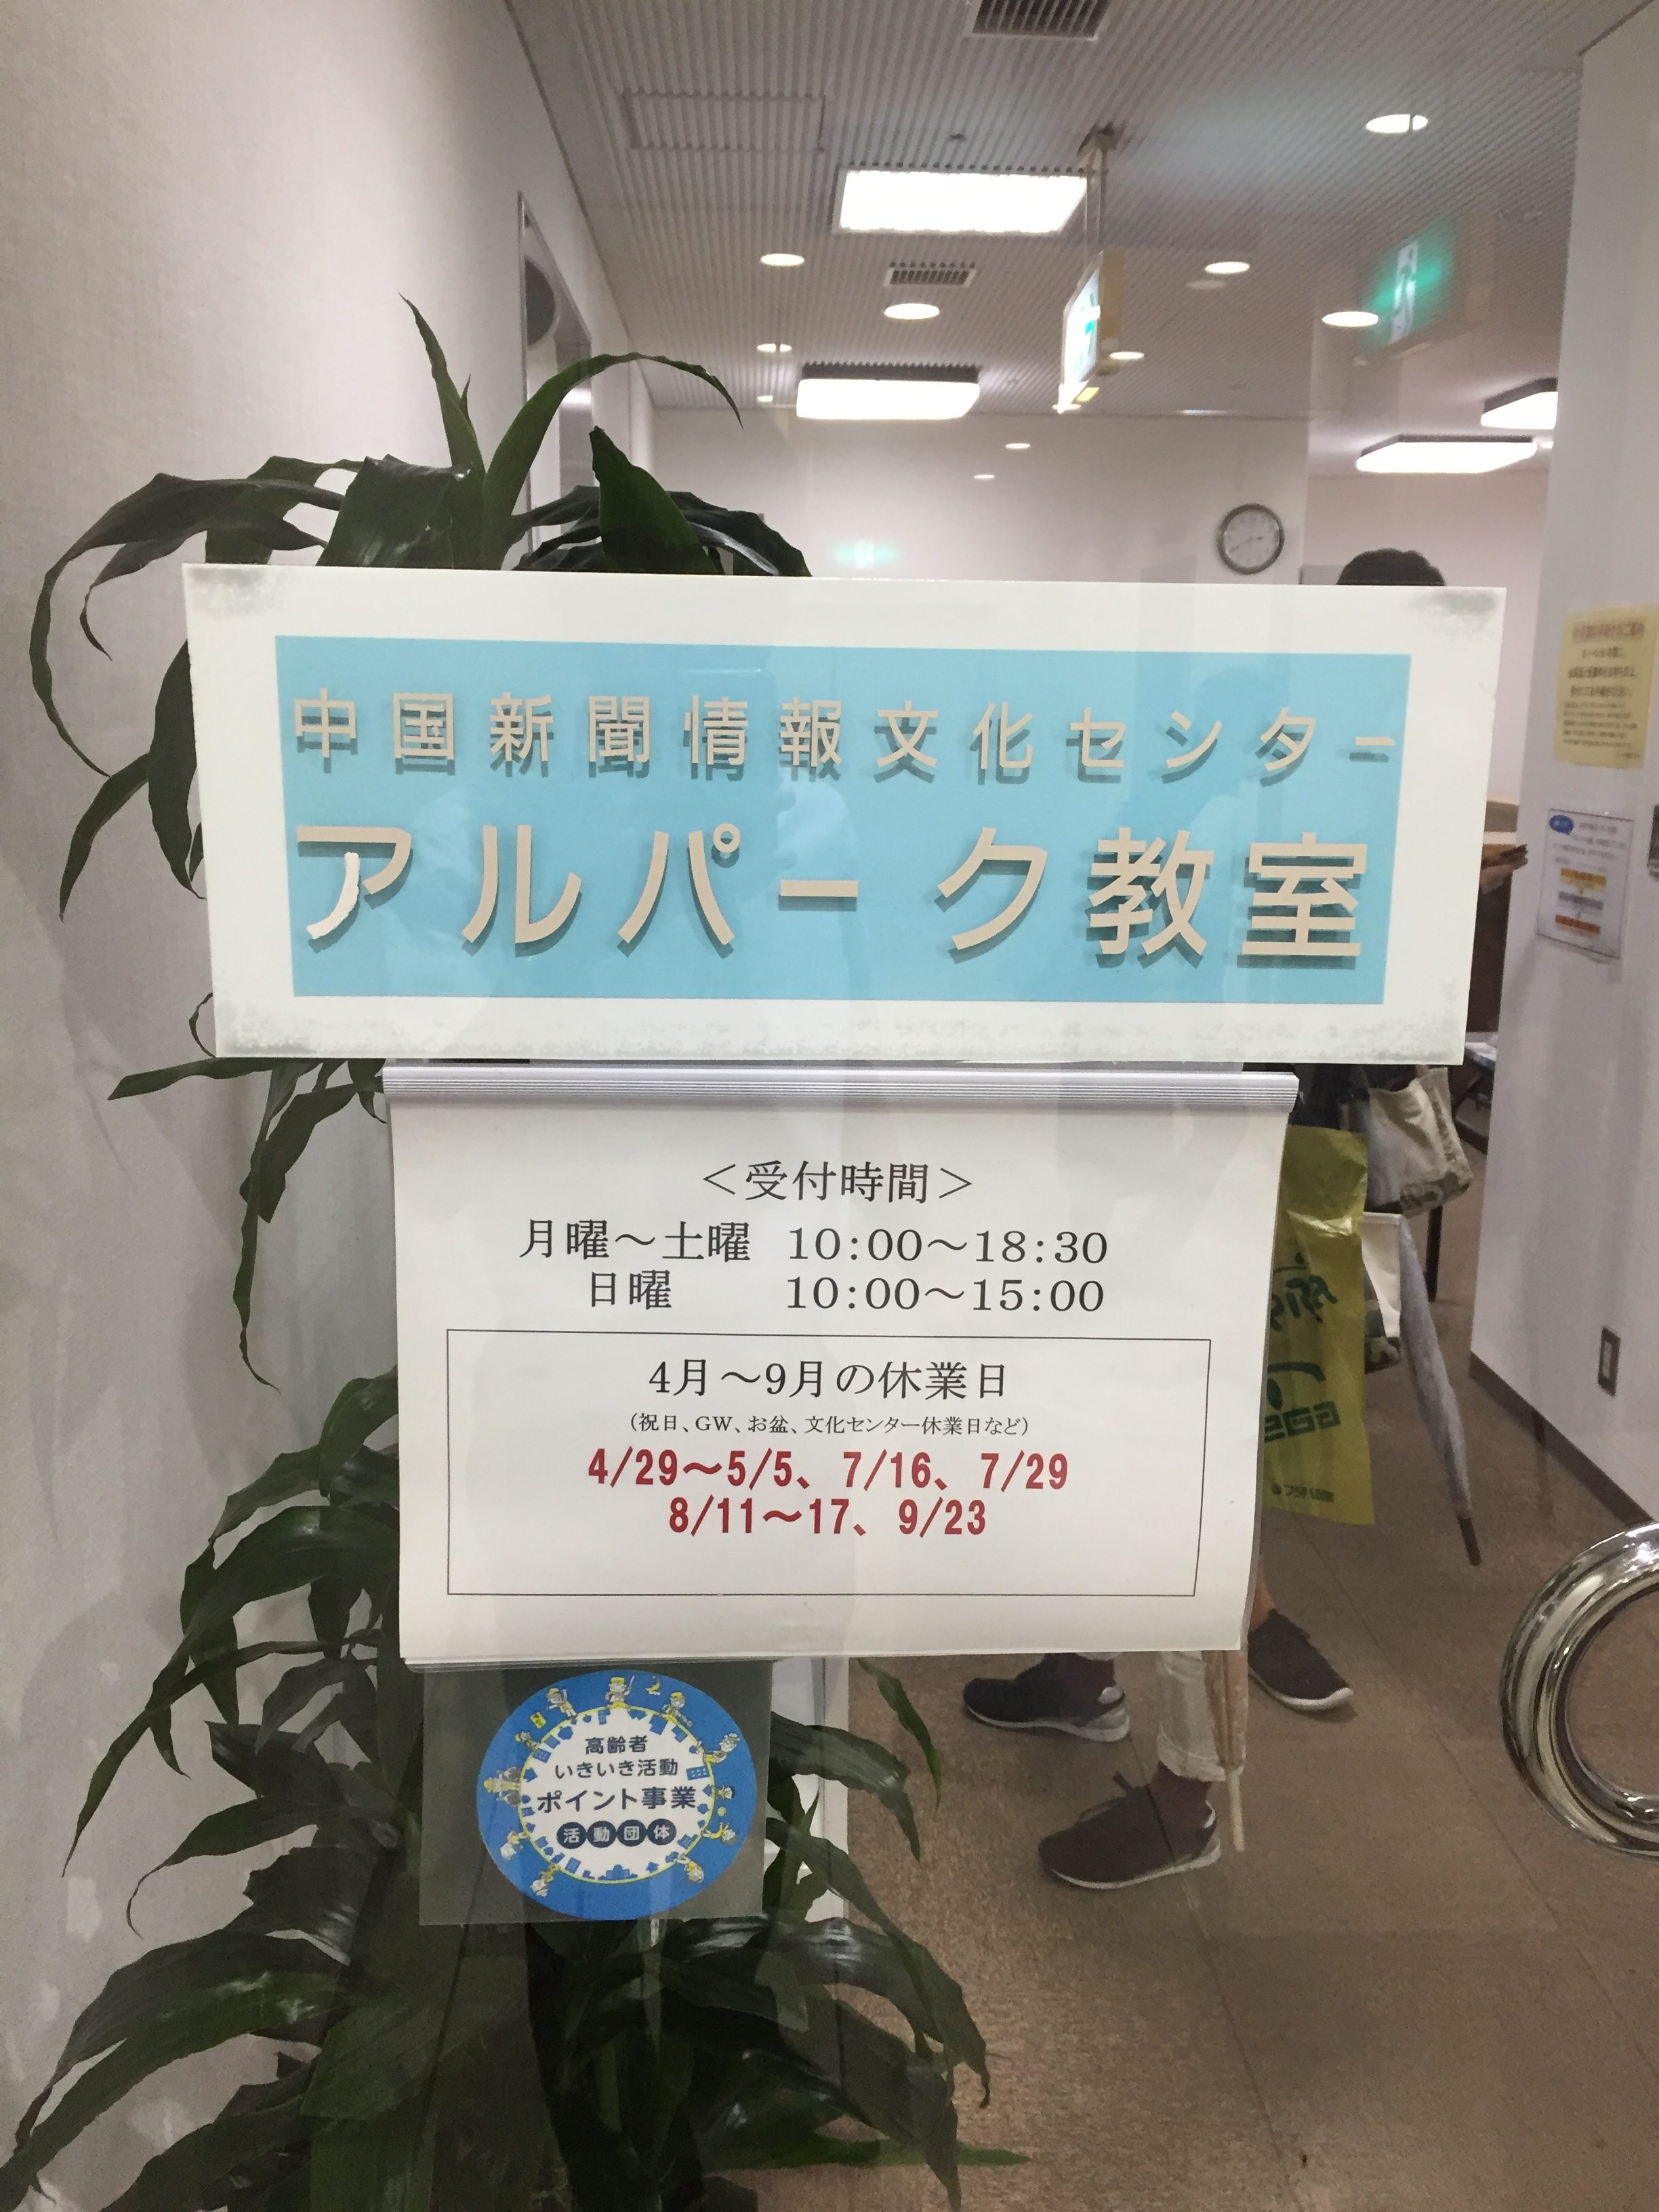 中国新聞情報文化センター
アルパーク教室
＜受付時間＞
月曜～土曜 10:00～18:30
日曜 10:00～15:00
4月～9月の休業日
（祝日、GW、お盆、文化センター休業日など）
4/29～5/5、7/16、7/29
8/11～17、9/23
高齢者
いきいき活動
ポイント事業
活動団体